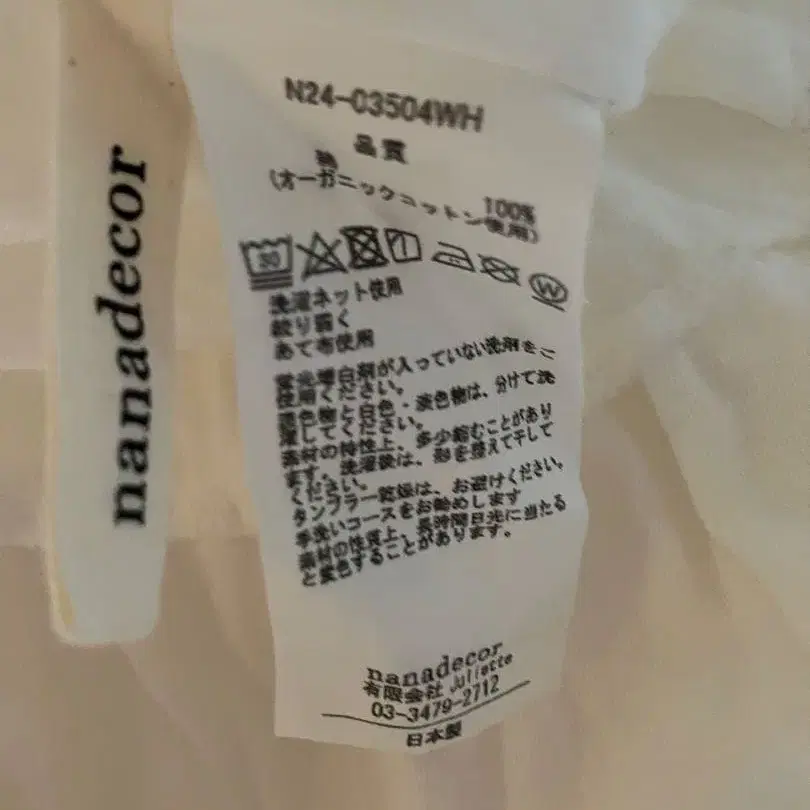 nanadecor
N24-03504WH
品質
綿 100%
(オーガニックコットン使用)
30
W
洗濯ネット使用
絞り弱く
あて布使用
蛍光増白剤が入っていない洗剤をご
使用ください。
濃色物と白色・淡色物は、分けて洗
濯してください。
素材の特性上、多少縮むことがあり
ます。洗濯後は、形を整えて干して
ください。
タンブラー乾燥は、お避けください。
手洗いコースをお勧めします
素材の性質上、長時間日光に当たる
と変色することがあります。
nanadecor
有限会社 Juliette
03-3479-2712
日本製